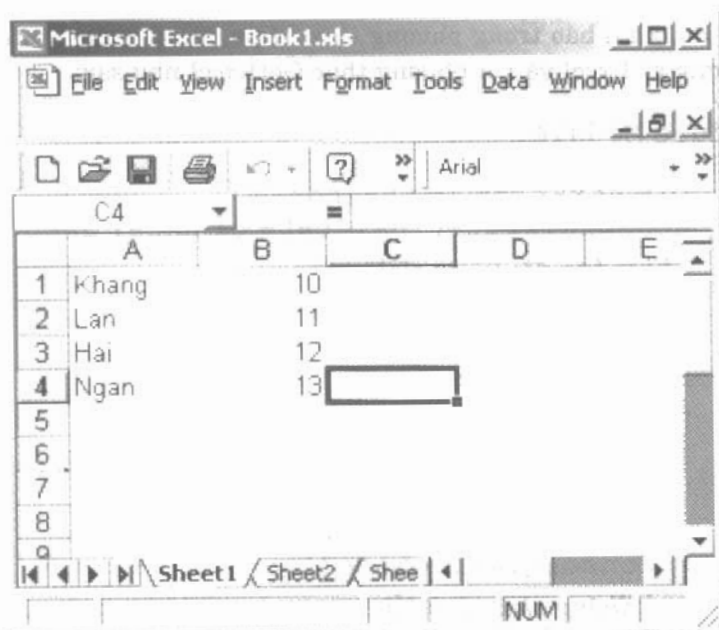 Microsoft Excel - Book1.xls
File Edit View Insert Format Tools Data Window Help
Arial
C4 =
A B C D E
1 Khang 10
2 Lan 11
3 Hai 12
4 Ngan 13
5
6
7
8
9
Sheet1 Sheet2 Shee
NUM